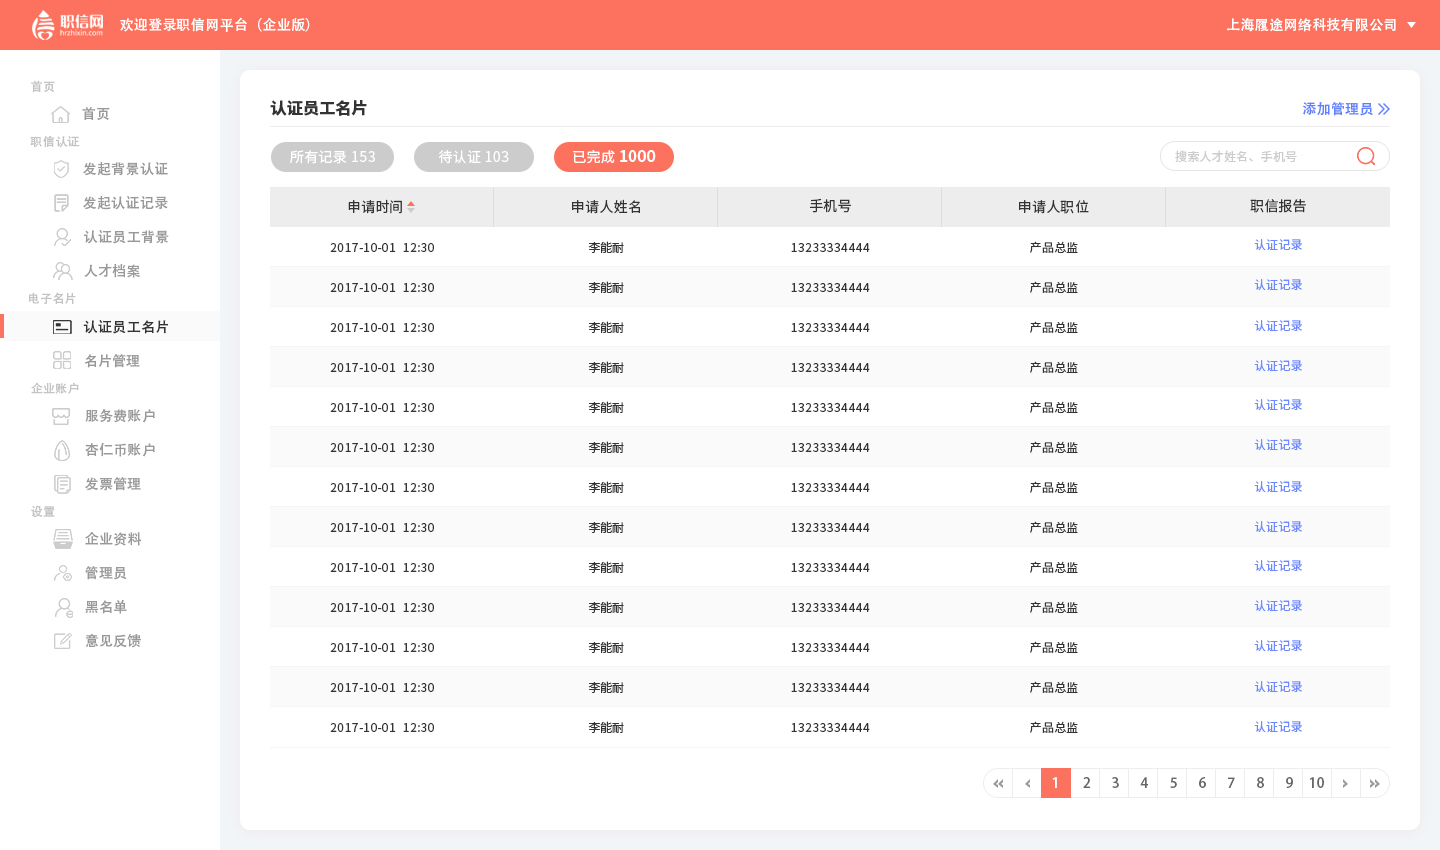 职信网 hrzhixin.com 欢迎登录职信网平台（企业版） 上海履途网络科技有限公司
首页
首页
职信认证
发起背景认证
发起认证记录
认证员工背景
人才档案
电子名片
认证员工名片
名片管理
企业账户
服务费账户
杏仁币账户
发票管理
设置
企业资料
管理员
黑名单
意见反馈
认证员工名片 添加管理员
所有记录 153 待认证 103 已完成 1000 搜索人才姓名、手机号
申请时间 申请人姓名 手机号 申请人职位 职信报告
2017-10-01 12:30 李能耐 13233334444 产品总监 认证记录
2017-10-01 12:30 李能耐 13233334444 产品总监 认证记录
2017-10-01 12:30 李能耐 13233334444 产品总监 认证记录
2017-10-01 12:30 李能耐 13233334444 产品总监 认证记录
2017-10-01 12:30 李能耐 13233334444 产品总监 认证记录
2017-10-01 12:30 李能耐 13233334444 产品总监 认证记录
2017-10-01 12:30 李能耐 13233334444 产品总监 认证记录
2017-10-01 12:30 李能耐 13233334444 产品总监 认证记录
2017-10-01 12:30 李能耐 13233334444 产品总监 认证记录
2017-10-01 12:30 李能耐 13233334444 产品总监 认证记录
2017-10-01 12:30 李能耐 13233334444 产品总监 认证记录
2017-10-01 12:30 李能耐 13233334444 产品总监 认证记录
2017-10-01 12:30 李能耐 13233334444 产品总监 认证记录
1 2 3 4 5 6 7 8 9 10